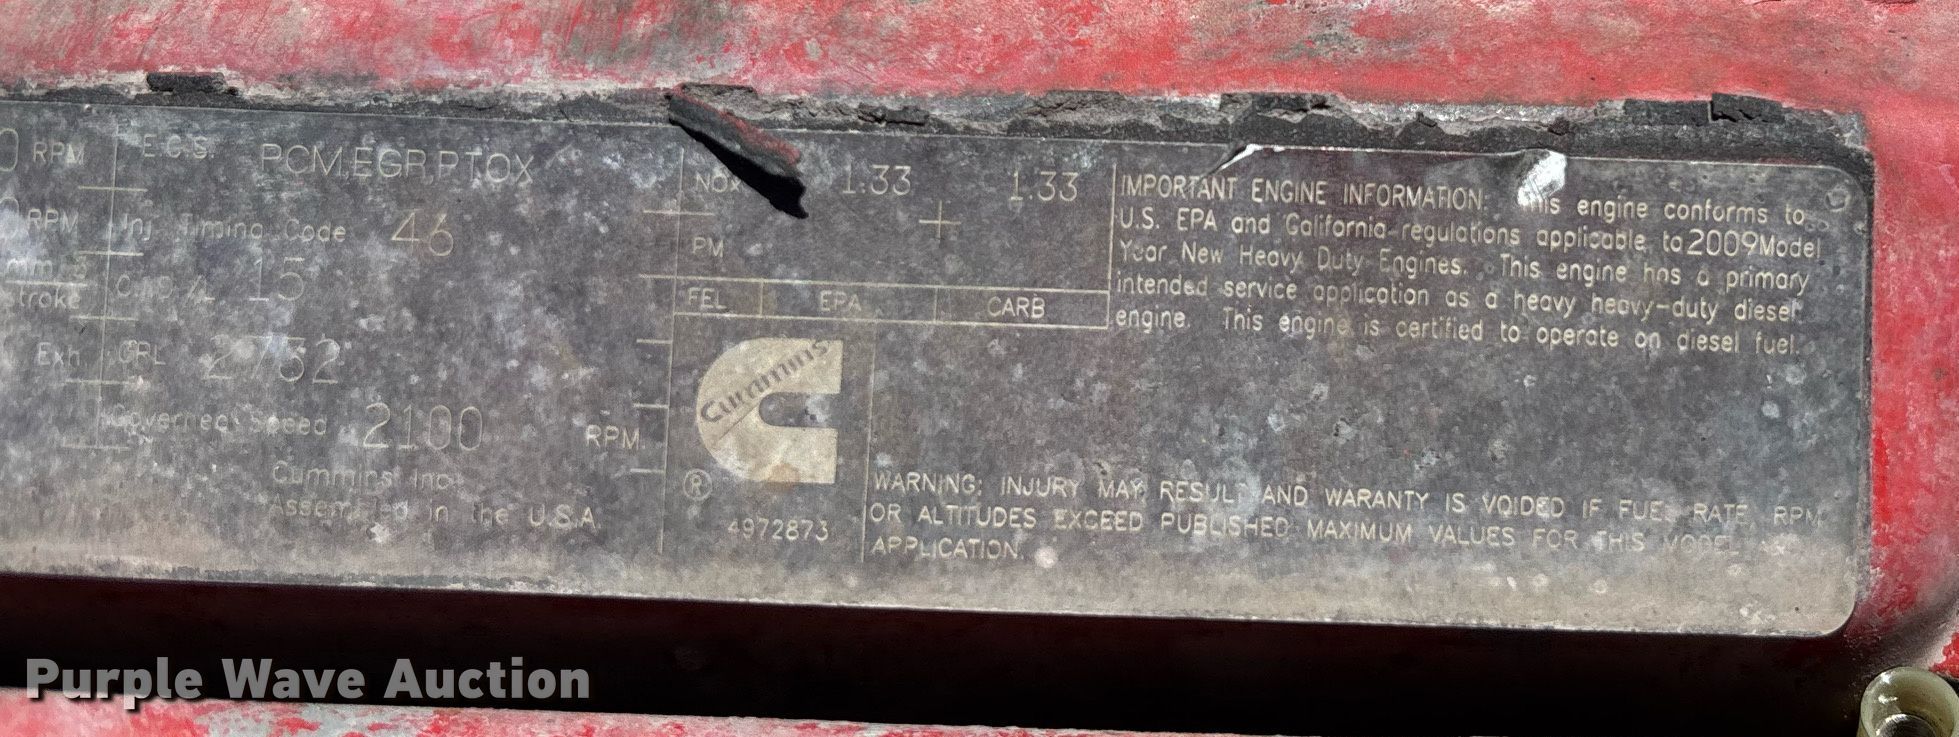 RPM E.C.S. PCM,EGR,PTOX
RPM Inj. Timing Code 46
mm3 15
stroke
Exh CPL 2732
Governed Speed 2100 RPM
Cummins Inc.
Assembled in the U.S.A.
NOX 1.33 1.33
PM
FEL EPA CARB
Cummins
®
4972873
IMPORTANT ENGINE INFORMATION: This engine conforms to
U.S. EPA and California regulations applicable to 2009 Model
Year New Heavy Duty Engines. This engine has a primary
intended service application as a heavy heavy-duty diesel
engine. This engine is certified to operate on diesel fuel.
WARNING: INJURY MAY RESULT AND WARANTY IS VOIDED IF FUEL RATE, RPM
OR ALTITUDES EXCEED PUBLISHED MAXIMUM VALUES FOR THIS MODEL
APPLICATION.
Purple Wave Auction